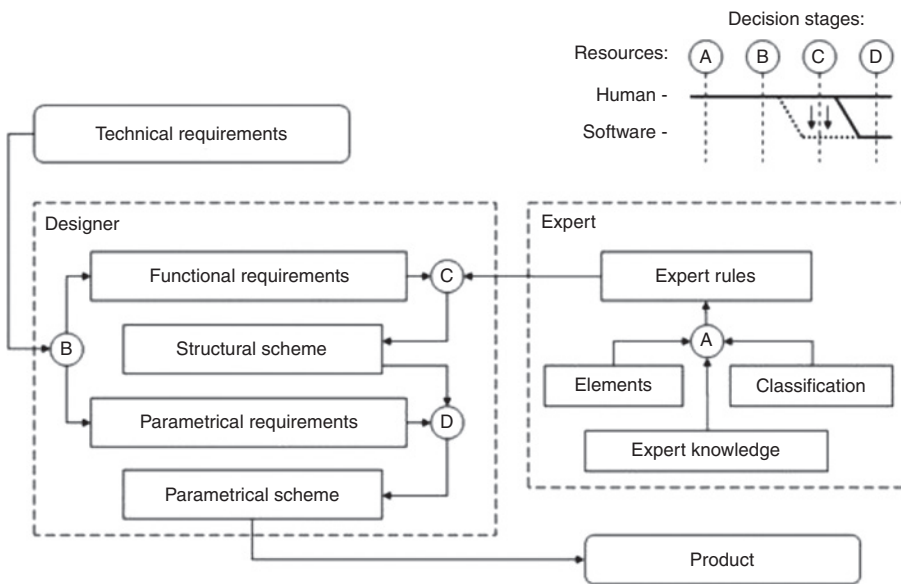 Decision stages:
Resources: A B C D
Human -
Software -
Technical requirements
Designer
Functional requirements
C
B
Structural scheme
Parametrical requirements
D
Parametrical scheme
Expert
Expert rules
A
Elements
Classification
Expert knowledge
Product